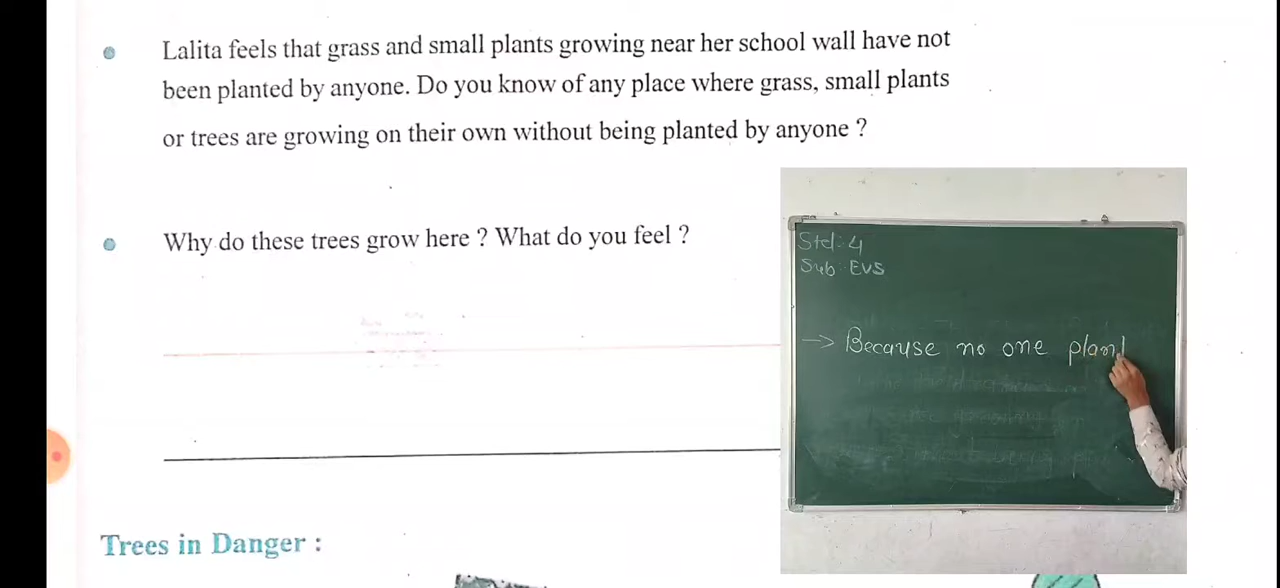 Lalita feels that grass and small plants growing near her school wall have not
been planted by anyone. Do you know of any place where grass, small plants
or trees are growing on their own without being planted by anyone ?
Why do these trees grow here ? What do you feel ?
Std: 4
Sub: EVS
→ Because no one plant
Trees in Danger :